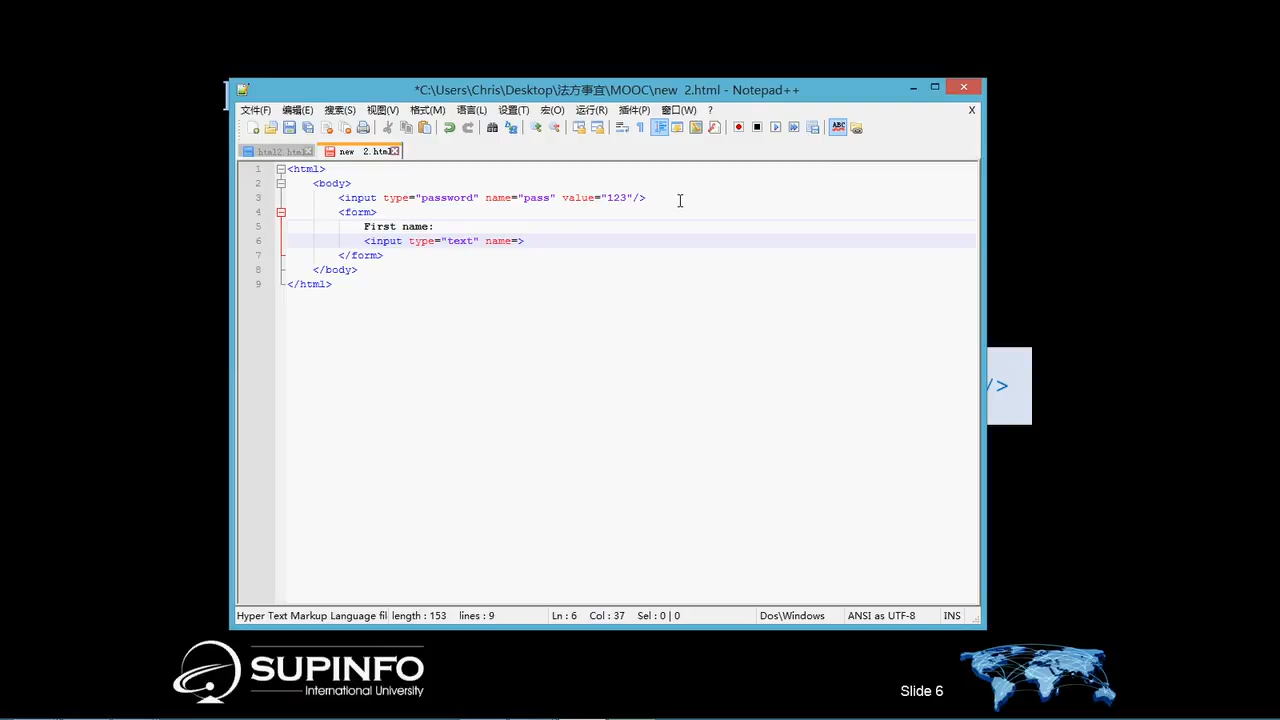 *C:\Users\Chris\Desktop\法方事宜\MOOC\new 2.html - Notepad++
文件(F) 编辑(E) 搜索(S) 视图(V) 格式(M) 语言(L) 设置(T) 宏(O) 运行(R) 插件(P) 窗口(W) ? X
html2.html new 2.html
1 <html>
2 <body>
3 <input type="password" name="pass" value="123"/>
4 <form>
5 First name:
6 <input type="text" name=>
7 </form>
8 </body>
9 </html>
/>
Hyper Text Markup Language fil length : 153 lines : 9 Ln : 6 Col : 37 Sel : 0 | 0 Dos\Windows ANSI as UTF-8 INS
SUPINFO
International University
Slide 6